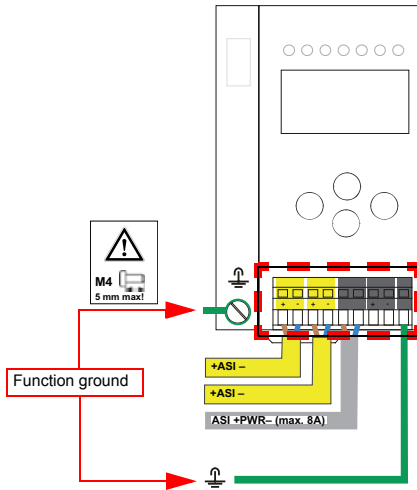 M4
5 mm max!
+ - + - + -
+ASI –
Function ground
+ASI –
ASI +PWR– (max. 8A)